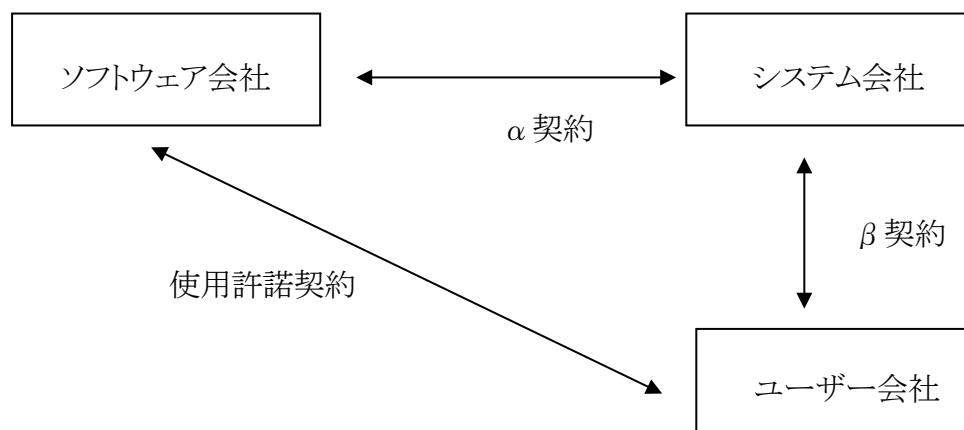 ソフトウェア会社
システム会社
α契約
β契約
使用許諾契約
ユーザー会社